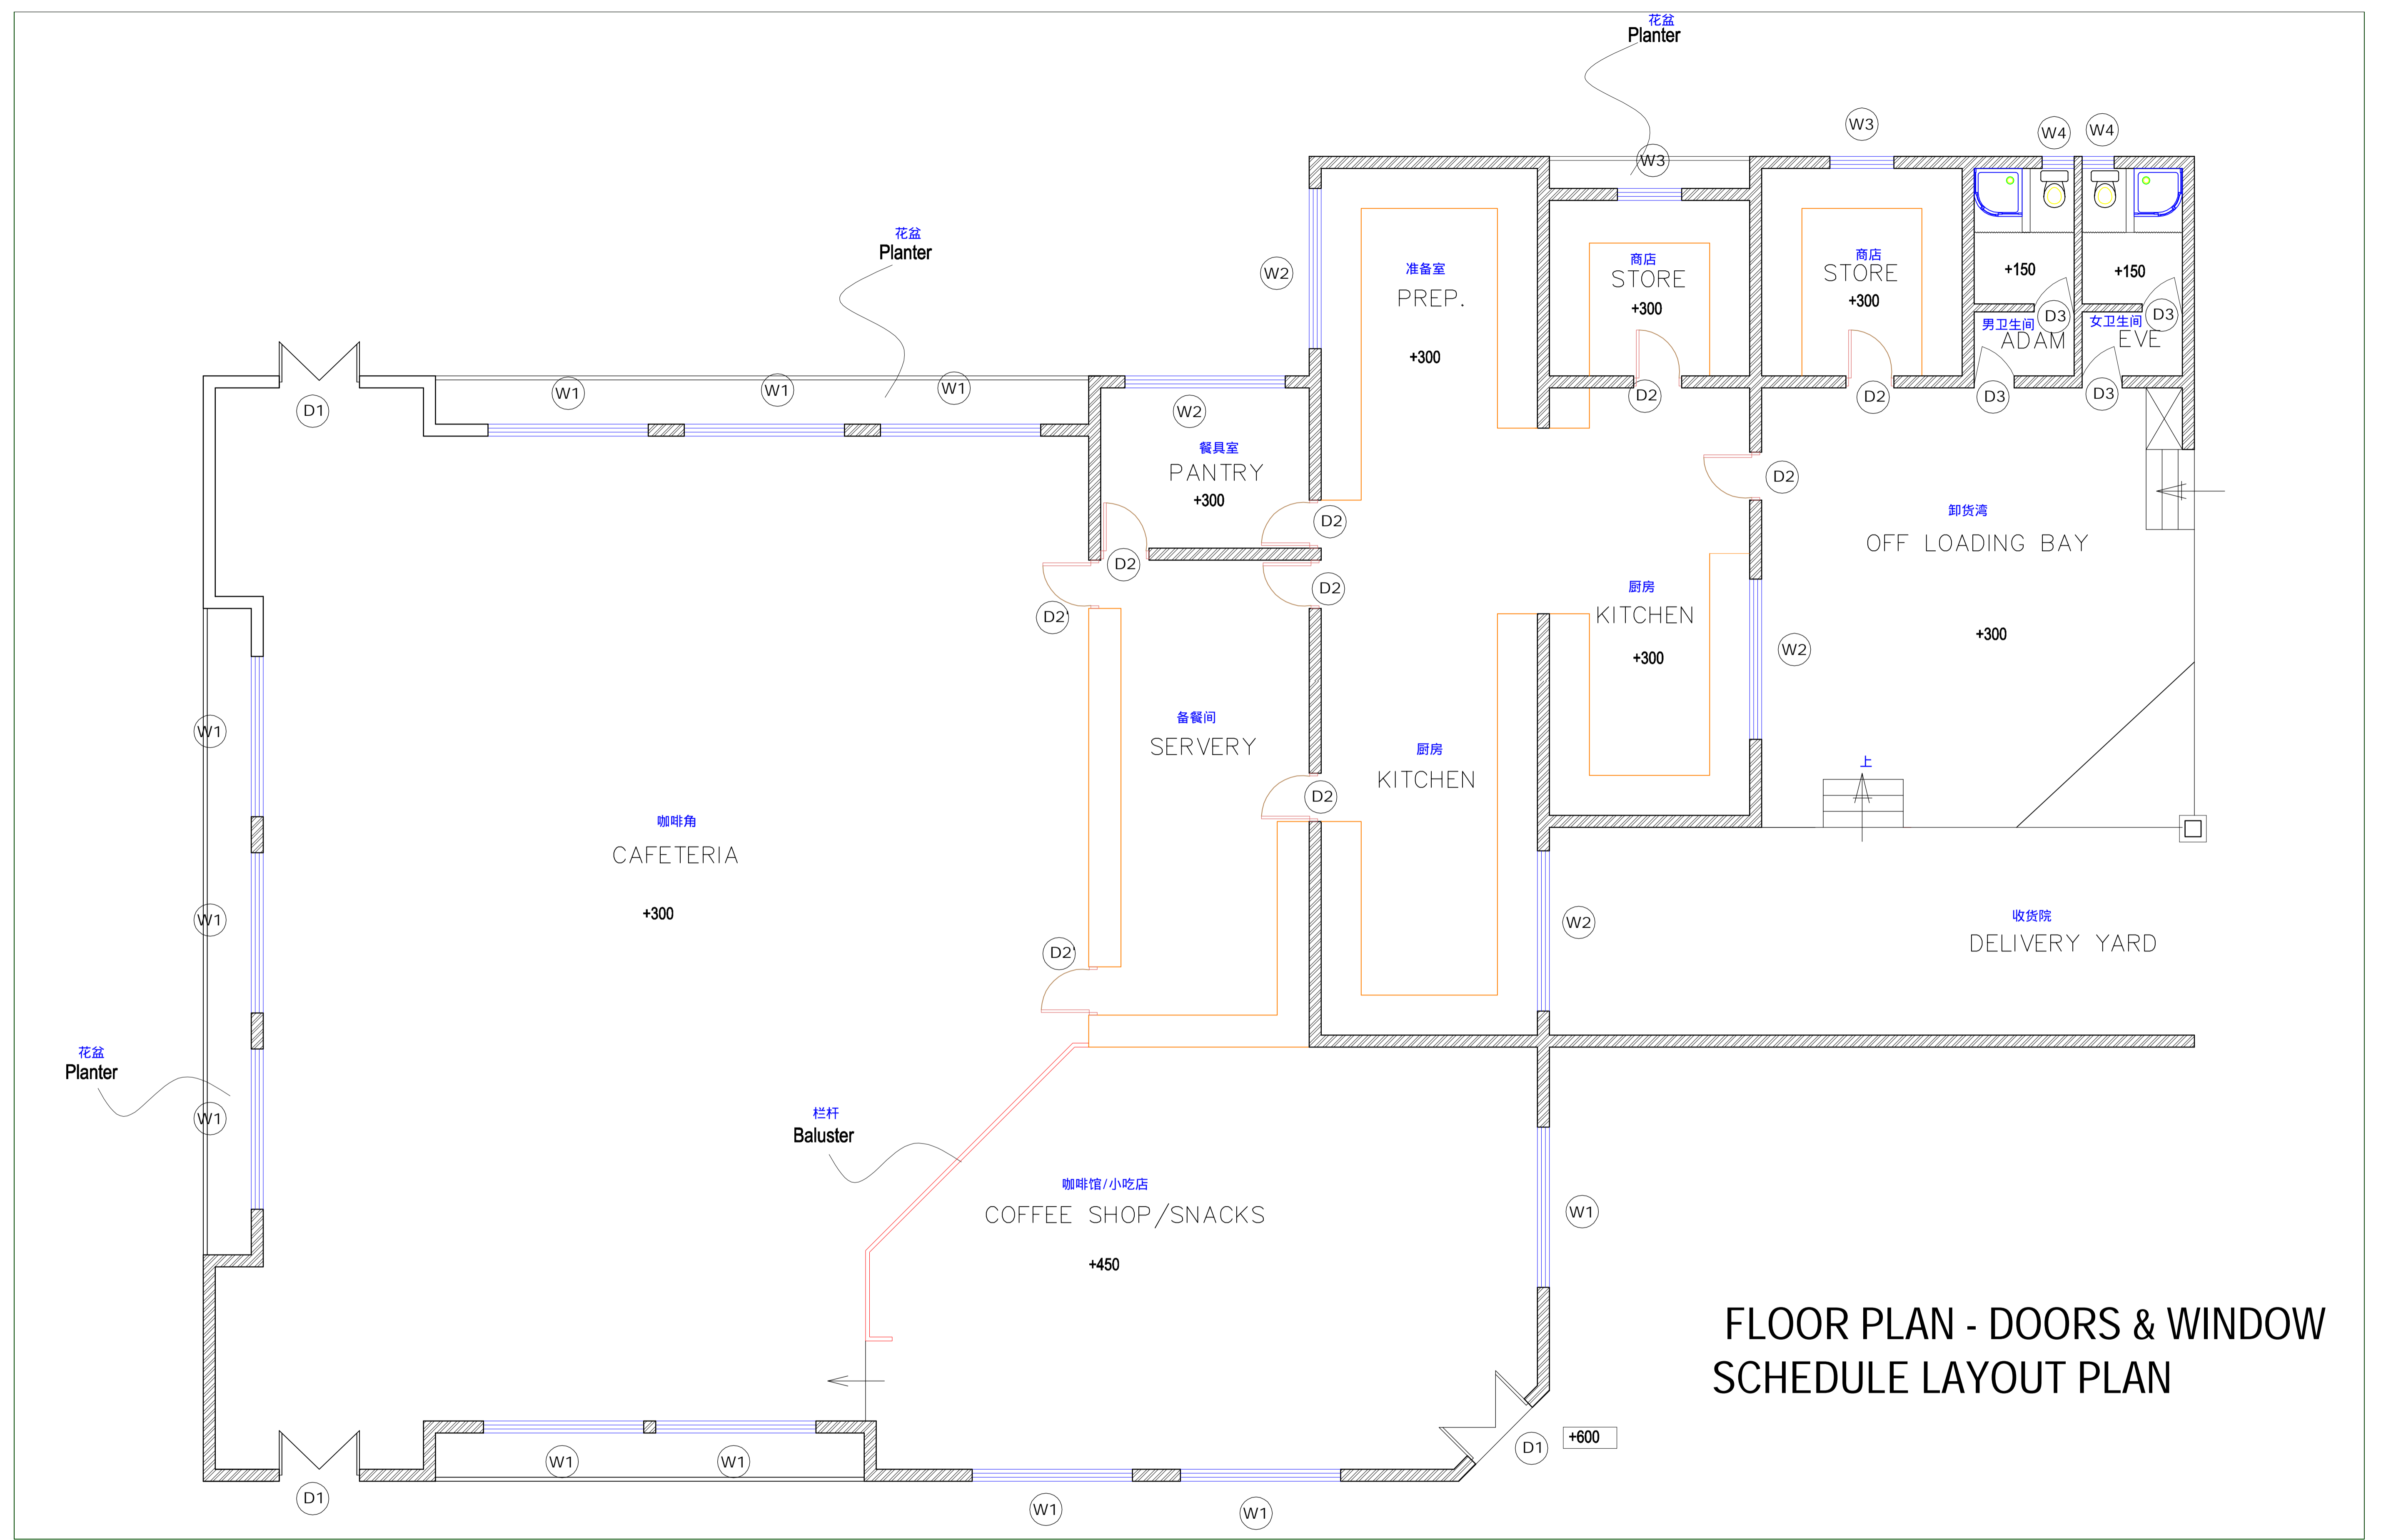 花盆
Planter
W3
W4
W4
W3
花盆
Planter
W2
准备室
PREP.
+300
商店
STORE
+300
商店
STORE
+300
+150
+150
D3
D3
男卫生间
ADAM
女卫生间
EVE
D1
W1
W1
W1
W2
D2
D2
D3
D3
餐具室
PANTRY
+300
D2
D2
D2
D2'
D2
卸货湾
OFF LOADING BAY
+300
厨房
KITCHEN
+300
W2
备餐间
SERVERY
厨房
KITCHEN
D2
上
W1
咖啡角
CAFETERIA
+300
W1
D2'
W2
收货院
DELIVERY YARD
花盆
Planter
W1
栏杆
Baluster
咖啡馆/小吃店
COFFEE SHOP/SNACKS
+450
W1
FLOOR PLAN - DOORS & WINDOW
SCHEDULE LAYOUT PLAN
+600
D1
W1
W1
D1
W1
W1